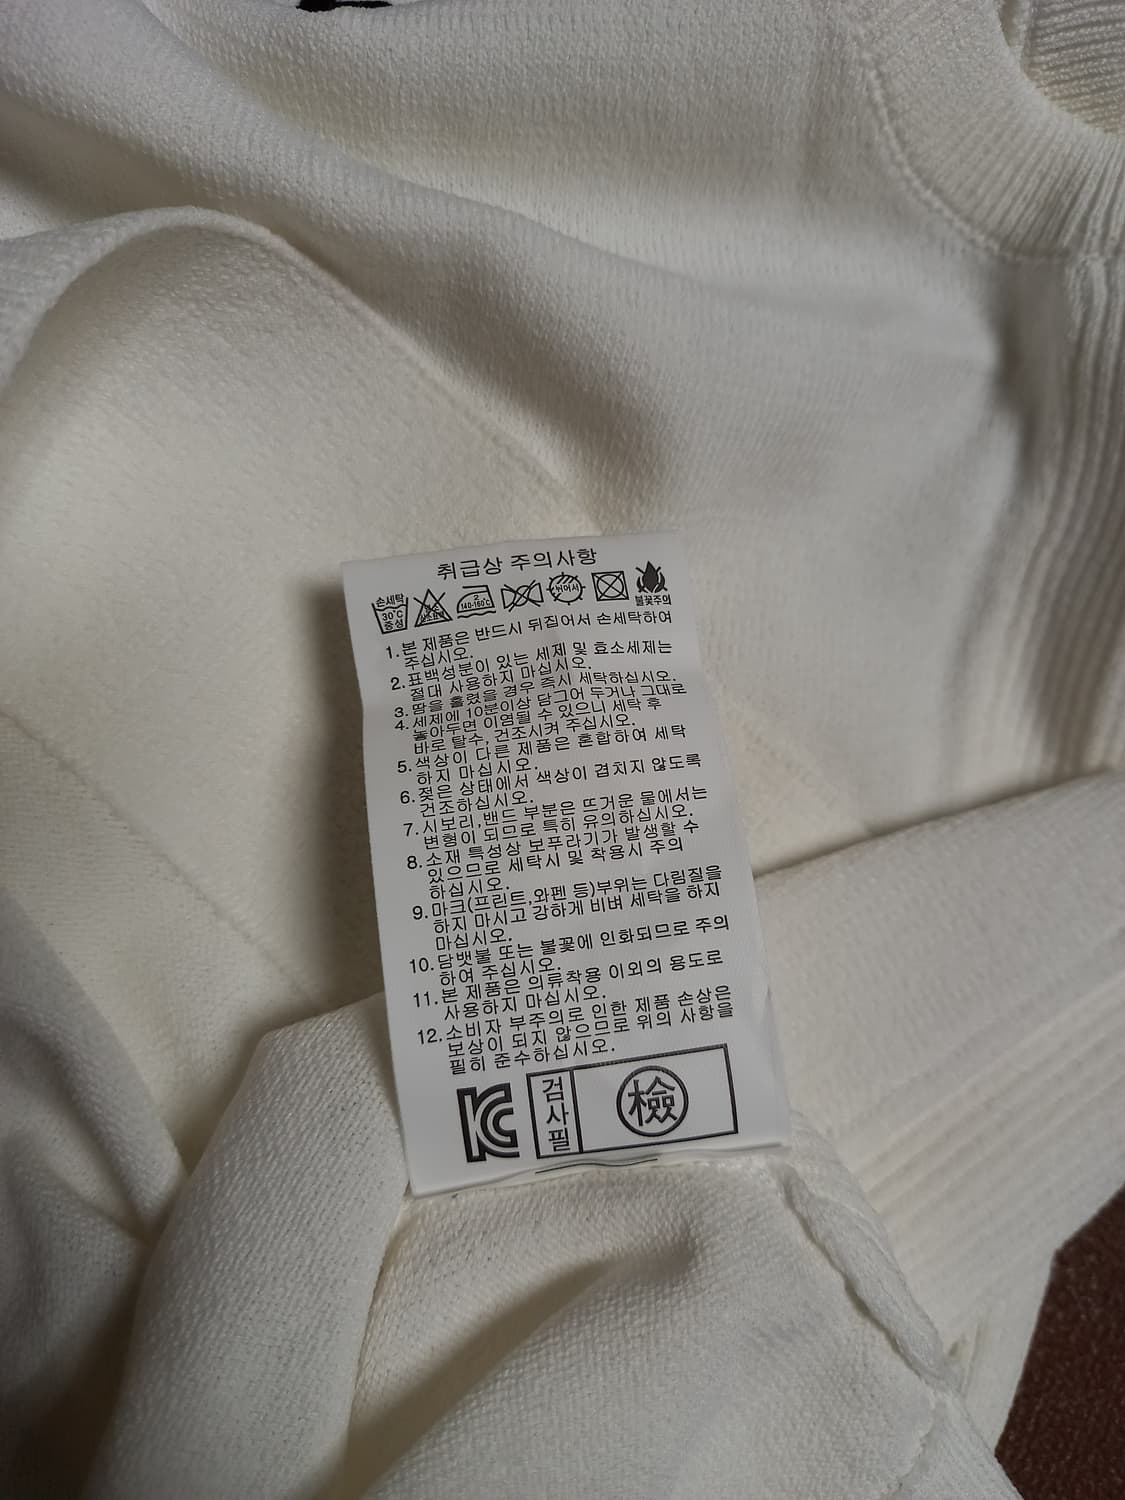 취급상 주의사항
손세탁
30°C
중성
2
140-160°C
뉘어서
불꽃주의
1. 본 제품은 반드시 뒤집어서 손세탁하여
주십시오.
2. 표백성분이 있는 세제 및 효소세제는
절대 사용하지 마십시오.
3. 땀을 흘렸을 경우 즉시 세탁하십시오.
4. 세제에 10분이상 담그어 두거나 그대로
놓아두면 이염될 수 있으니 세탁 후
바로 탈수, 건조시켜 주십시오.
5. 색상이 다른 제품은 혼합하여 세탁
하지 마십시오.
6. 젖은 상태에서 색상이 겹치지 않도록
건조하십시오.
7. 시보리,밴드 부분은 뜨거운 물에서는
변형이 되므로 특히 유의하십시오.
8. 소재 특성상 보푸라기가 발생할 수
있으므로 세탁시 및 착용시 주의
하십시오.
9. 마크(프린트,와펜 등)부위는 다림질을
하지 마시고 강하게 비벼 세탁을 하지
마십시오.
10. 담뱃불 또는 불꽃에 인화되므로 주의
하여 주십시오.
11. 본 제품은 의류착용 이외의 용도로
사용하지 마십시오.
12. 소비자 부주의로 인한 제품 손상은
보상이 되지 않으므로 위의 사항을
필히 준수하십시오.
KC
검사필
檢